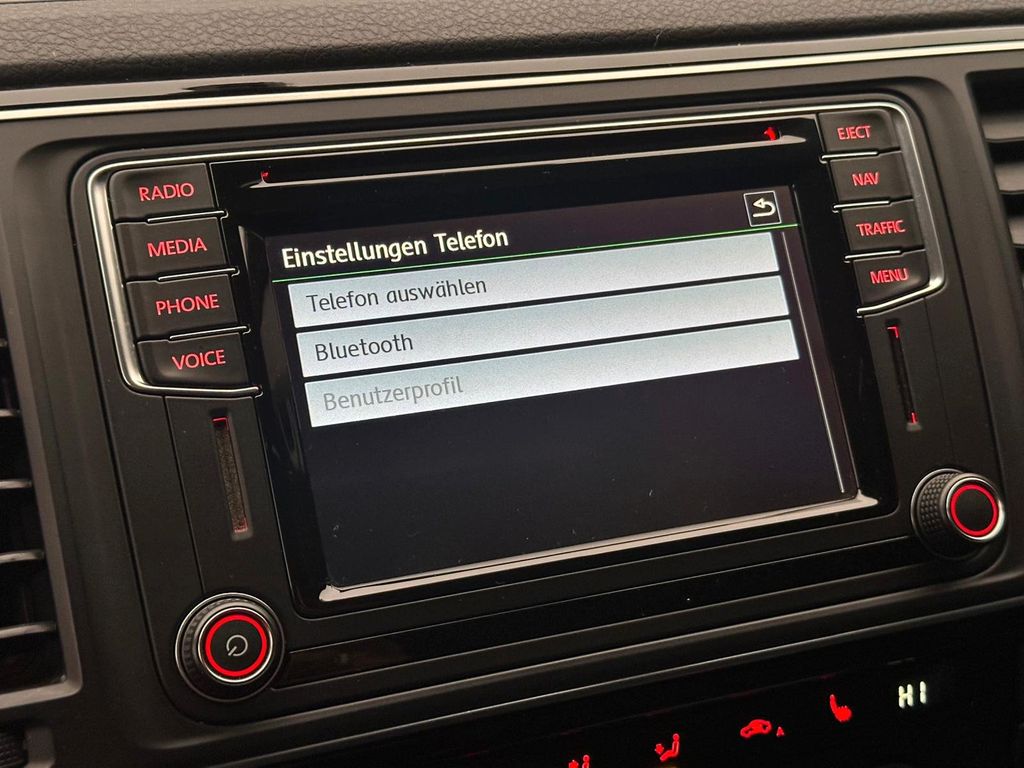 RADIO
MEDIA
PHONE
VOICE
Einstellungen Telefon
Telefon auswählen
Bluetooth
Benutzerprofil
EJECT
NAV
TRAFFIC
MENU
HI